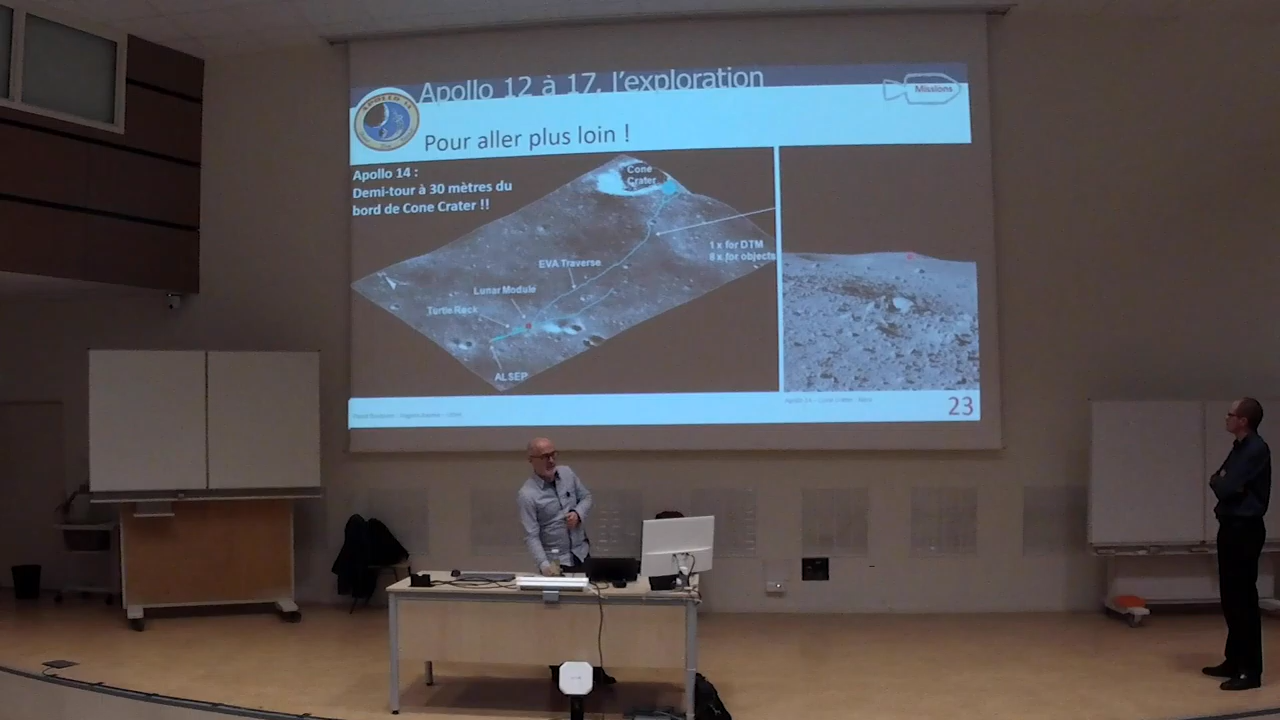 Apollo 12 à 17, l'exploration
Missions
Pour aller plus loin !
Apollo 14 :
Demi-tour à 30 mètres du
bord de Cone Crater !!
Cone
Crater
1 x for DTM
8 x for objects
EVA Traverse
Lunar Module
Turtle Rock
ALSEP
23